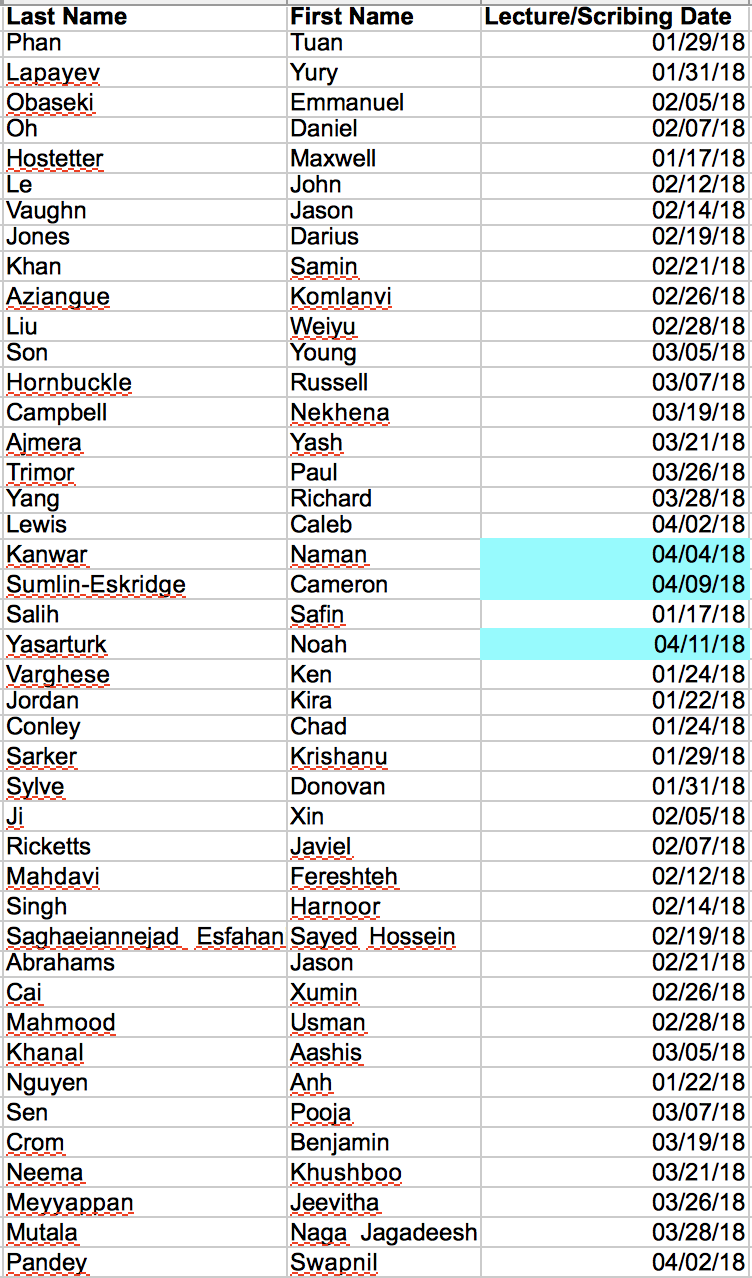 Last Name First Name Lecture/Scribing Date
Phan Tuan 01/29/18
Lapayev Yury 01/31/18
Obaseki Emmanuel 02/05/18
Oh Daniel 02/07/18
Hostetter Maxwell 01/17/18
Le John 02/12/18
Vaughn Jason 02/14/18
Jones Darius 02/19/18
Khan Samin 02/21/18
Aziangue Komlanvi 02/26/18
Liu Weiyu 02/28/18
Son Young 03/05/18
Hornbuckle Russell 03/07/18
Campbell Nekhena 03/19/18
Ajmera Yash 03/21/18
Trimor Paul 03/26/18
Yang Richard 03/28/18
Lewis Caleb 04/02/18
Kanwar Naman 04/04/18
Sumlin-Eskridge Cameron 04/09/18
Salih Safin 01/17/18
Yasarturk Noah 04/11/18
Varghese Ken 01/24/18
Jordan Kira 01/22/18
Conley Chad 01/24/18
Sarker Krishanu 01/29/18
Sylve Donovan 01/31/18
Ji Xin 02/05/18
Ricketts Javiel 02/07/18
Mahdavi Fereshteh 02/12/18
Singh Harnoor 02/14/18
Saghaeiannejad Esfahan Sayed Hossein 02/19/18
Abrahams Jason 02/21/18
Cai Xumin 02/26/18
Mahmood Usman 02/28/18
Khanal Aashis 03/05/18
Nguyen Anh 01/22/18
Sen Pooja 03/07/18
Crom Benjamin 03/19/18
Neema Khushboo 03/21/18
Meyyappan Jeevitha 03/26/18
Mutala Naga Jagadeesh 03/28/18
Pandey Swapnil 04/02/18